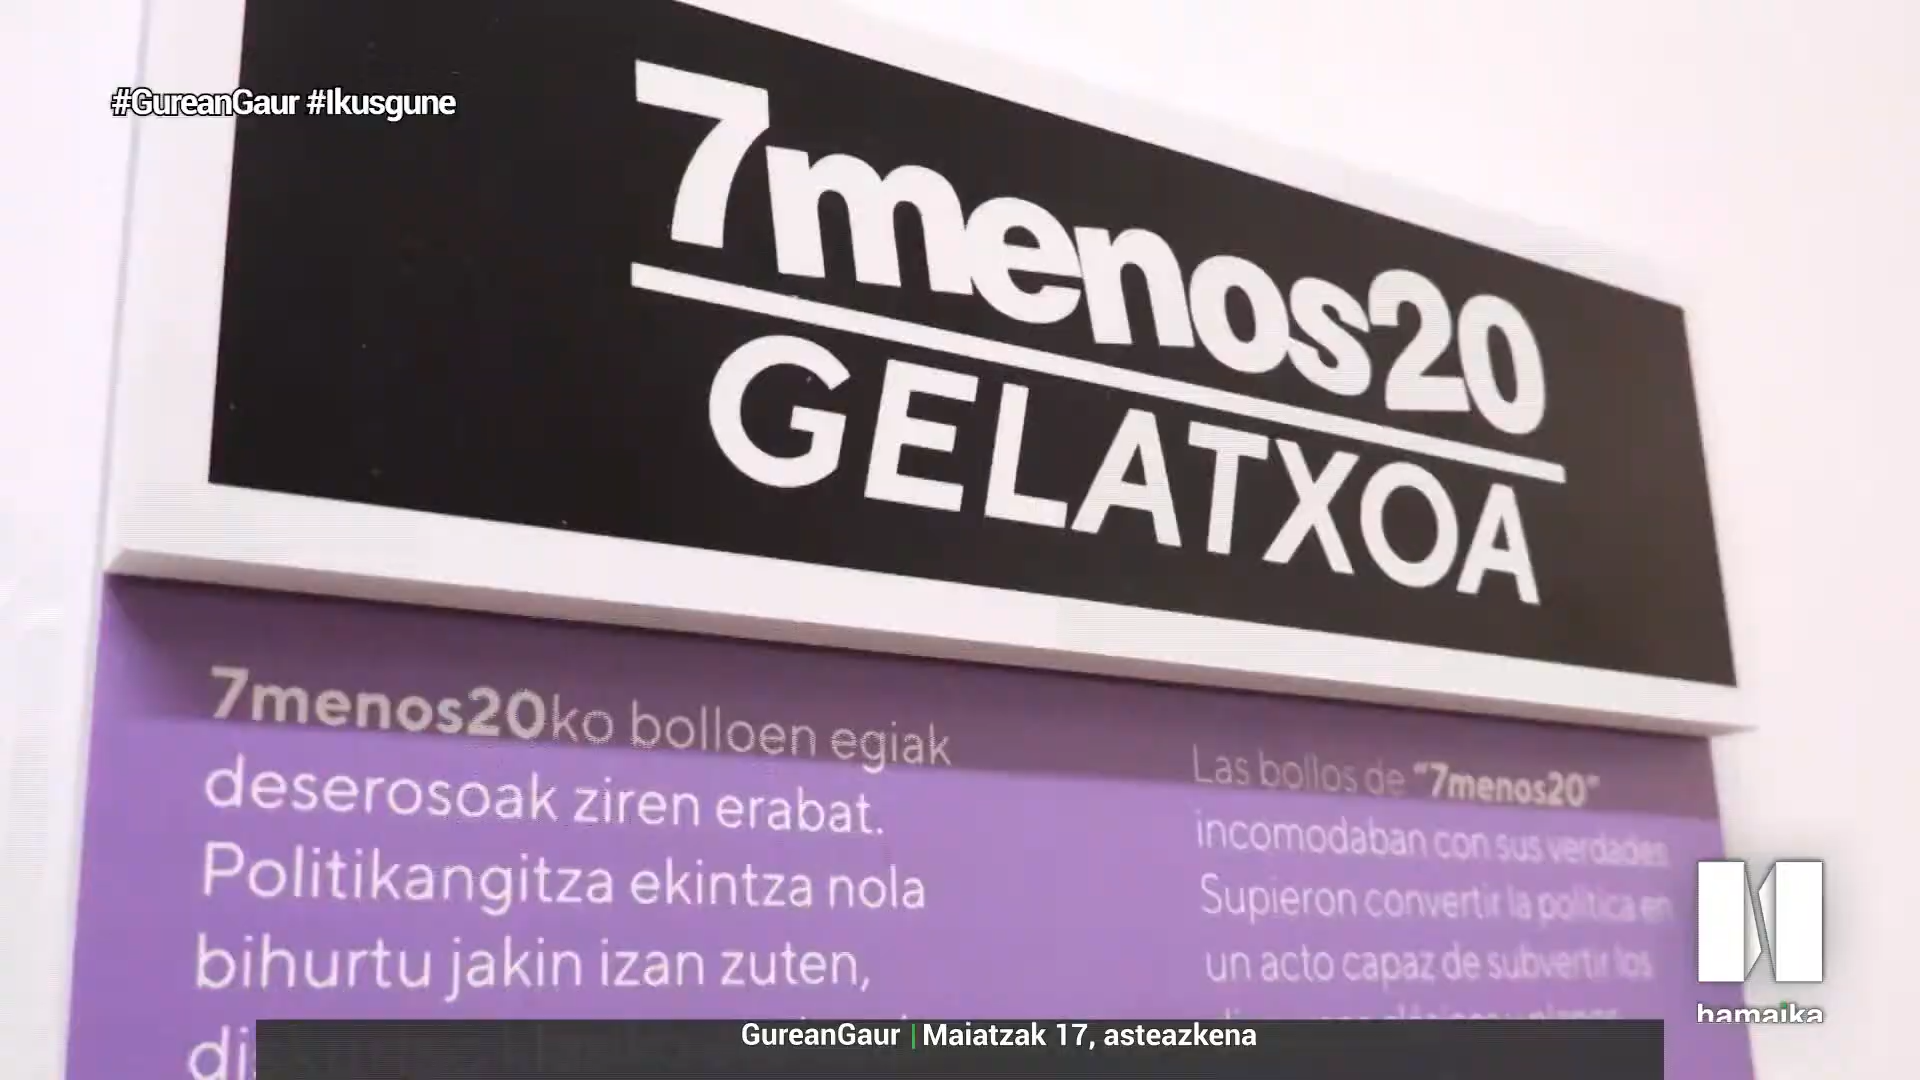 #GureanGaur #Ikusgune
7menos20
GELATXOA
7menos20ko bolloen egiak
deserosoak ziren erabat.
Politikangitza ekintza nola
bihurtu jakin izan zuten,
Las bollos de "7menos20"
incomodaban con sus verdades
Supieron convertir la política en
un acto capaz de subvertir los
hamaika
GureanGaur | Maiatzak 17, asteazkena